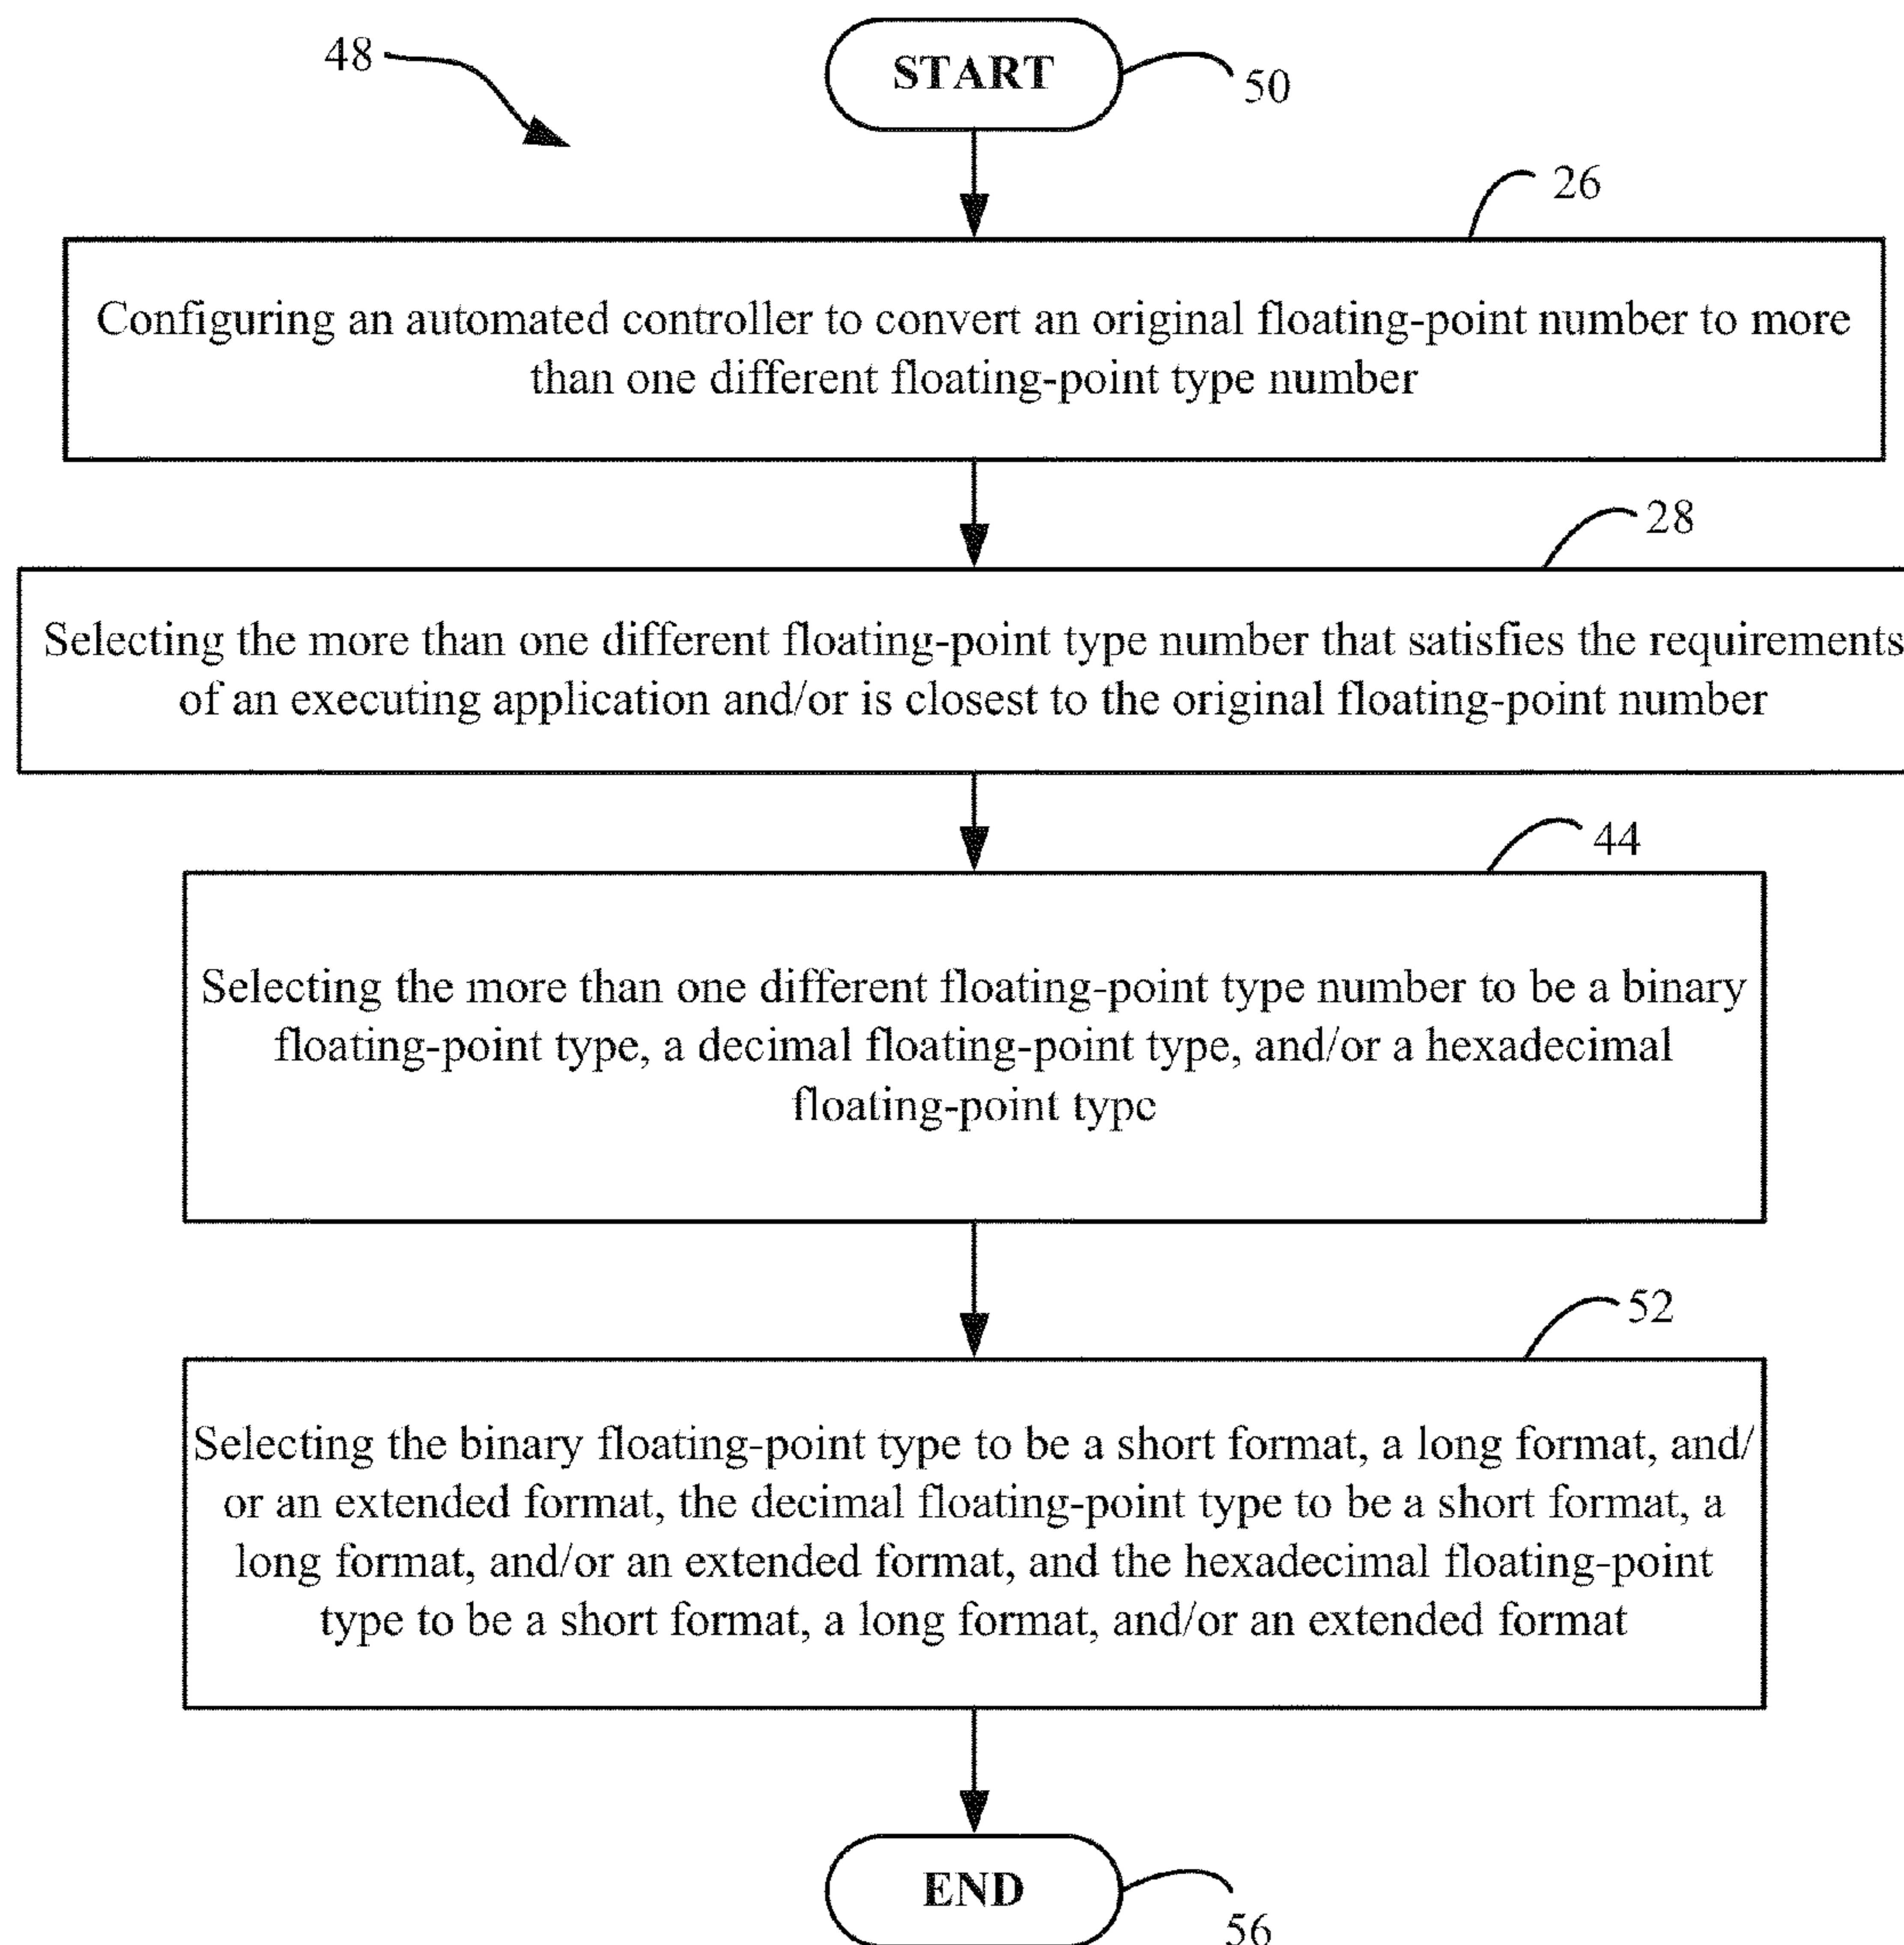 48
START
50
26
Configuring an automated controller to convert an original floating-point number to more
than one different floating-point type number
28
Selecting the more than one different floating-point type number that satisfies the requirements
of an executing application and/or is closest to the original floating-point number
44
Selecting the more than one different floating-point type number to be a binary
floating-point type, a decimal floating-point type, and/or a hexadecimal
floating-point type
52
Selecting the binary floating-point type to be a short format, a long format, and/
or an extended format, the decimal floating-point type to be a short format, a
long format, and/or an extended format, and the hexadecimal floating-point
type to be a short format, a long format, and/or an extended format
END
56